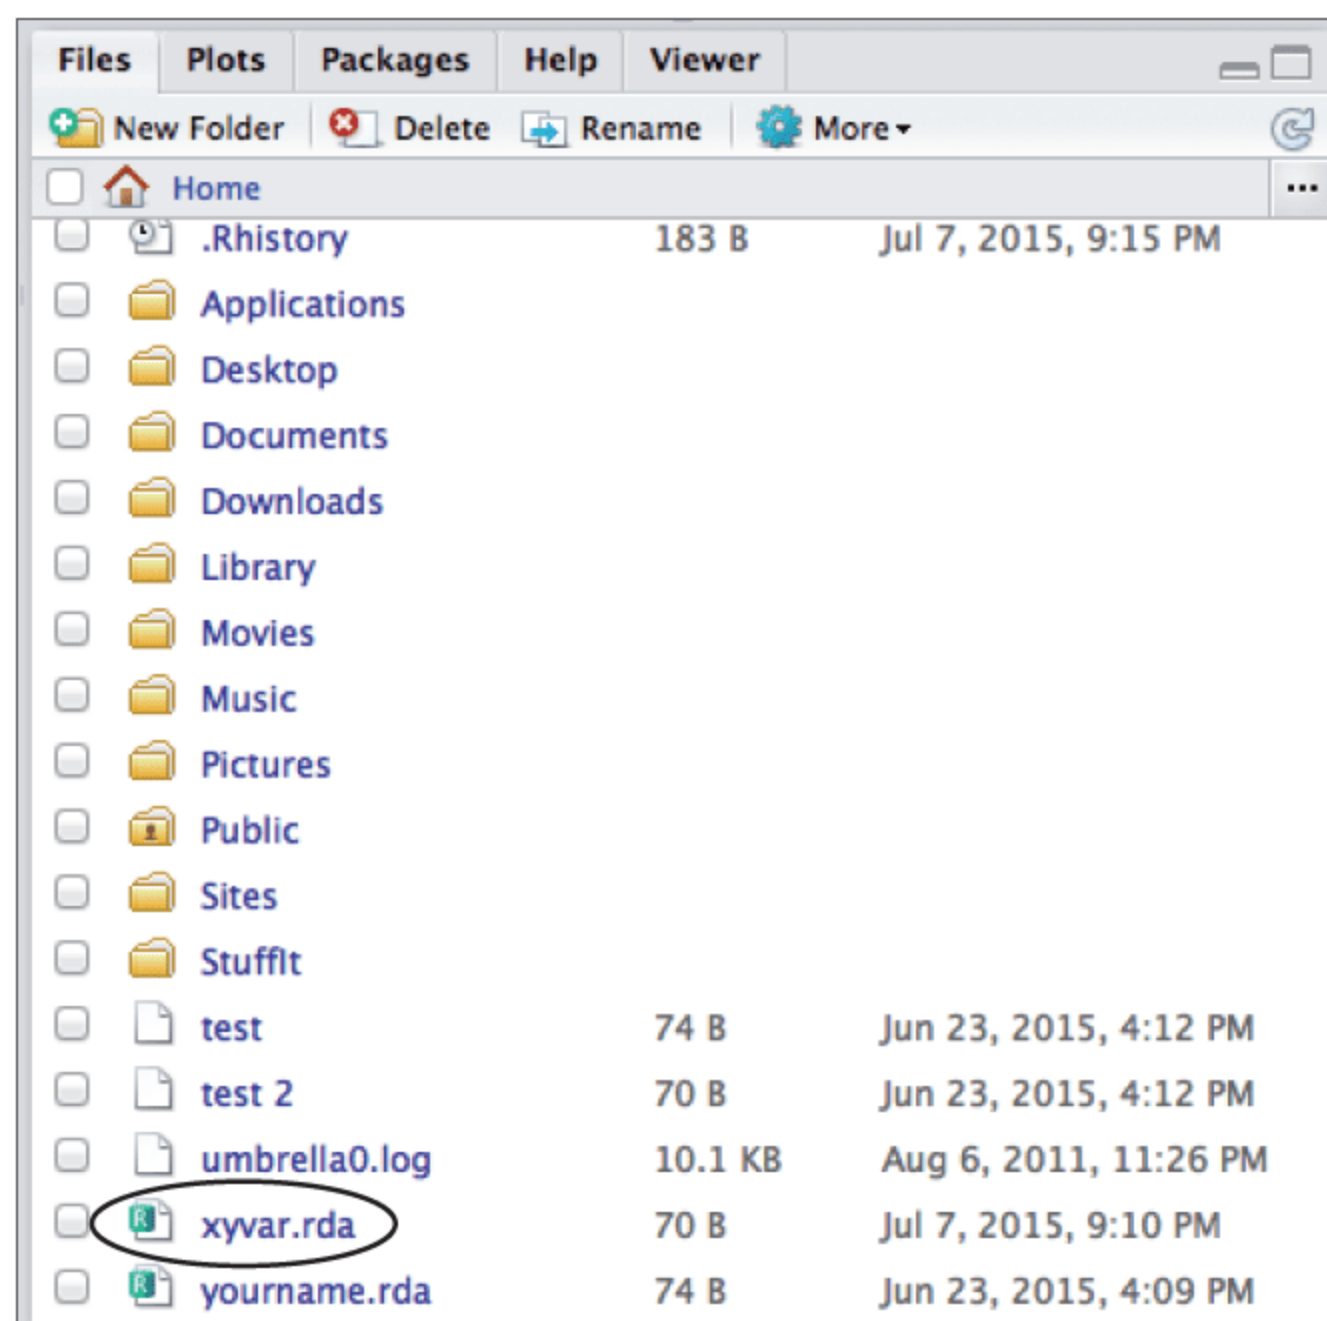 Files Plots Packages Help Viewer
New Folder Delete Rename More
Home ...
.Rhistory 183 B Jul 7, 2015, 9:15 PM
Applications
Desktop
Documents
Downloads
Library
Movies
Music
Pictures
Public
Sites
StuffIt
test 74 B Jun 23, 2015, 4:12 PM
test 2 70 B Jun 23, 2015, 4:12 PM
umbrella0.log 10.1 KB Aug 6, 2011, 11:26 PM
xyvar.rda 70 B Jul 7, 2015, 9:10 PM
yourname.rda 74 B Jun 23, 2015, 4:09 PM